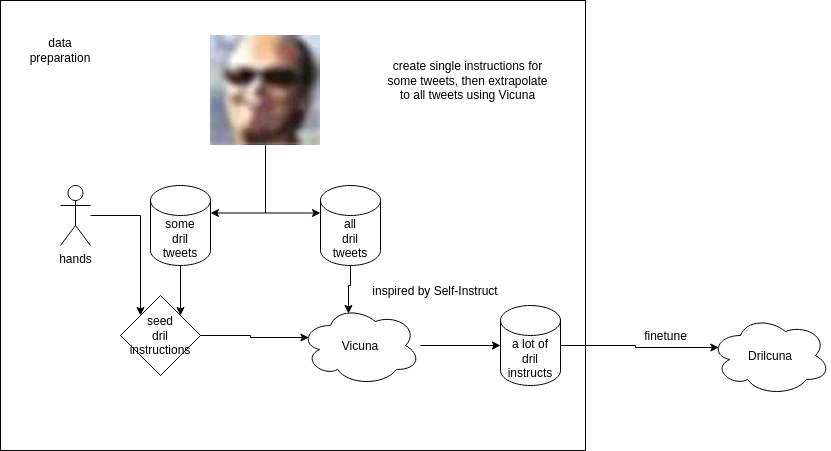 data
preparation
create single instructions for
some tweets, then extrapolate
to all tweets using Vicuna
some
dril
tweets
all
dril
tweets
hands
inspired by Self-Instruct
seed
dril
instructions
Vicuna
a lot of
dril
instructs
finetune
Drilcuna